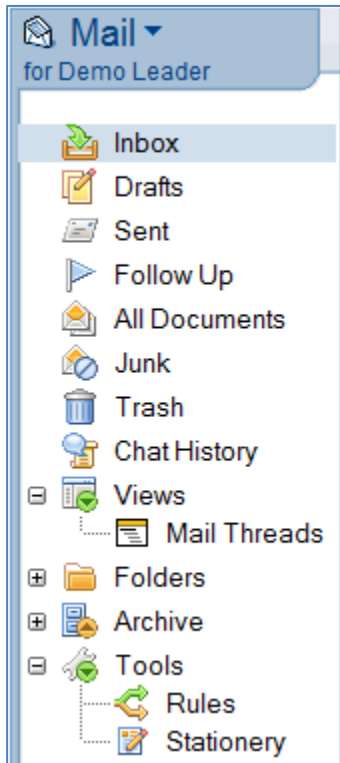 Mail
for Demo Leader
Inbox
Drafts
Sent
Follow Up
All Documents
Junk
Trash
Chat History
Views
Mail Threads
Folders
Archive
Tools
Rules
Stationery